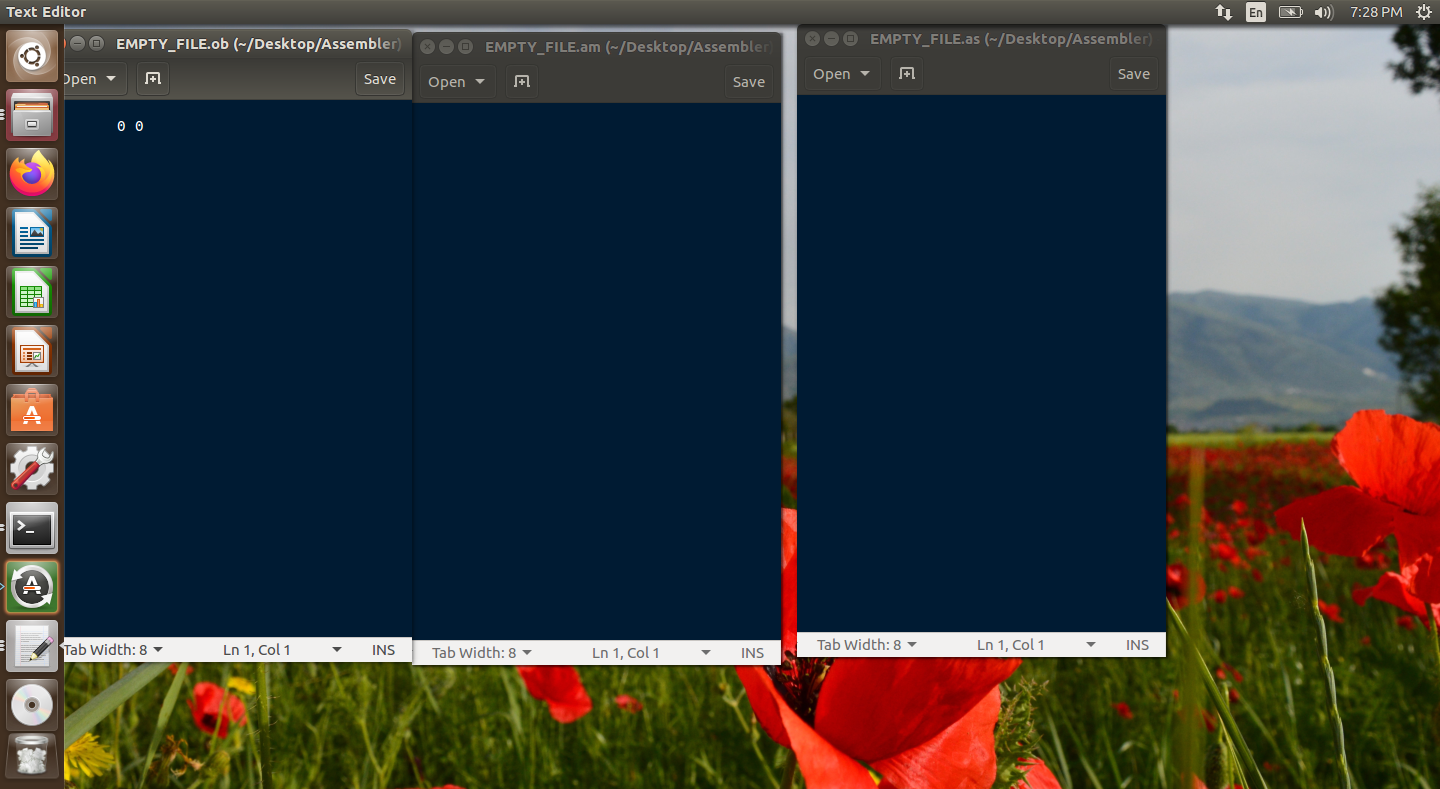 Text Editor
En
7:28 PM
EMPTY_FILE.ob (~/Desktop/Assembler)
Open
Save
0 0
Tab Width: 8
Ln 1, Col 1
INS
EMPTY_FILE.am (~/Desktop/Assembler)
Open
Save
Tab Width: 8
Ln 1, Col 1
INS
EMPTY_FILE.as (~/Desktop/Assembler)
Open
Save
Tab Width: 8
Ln 1, Col 1
INS